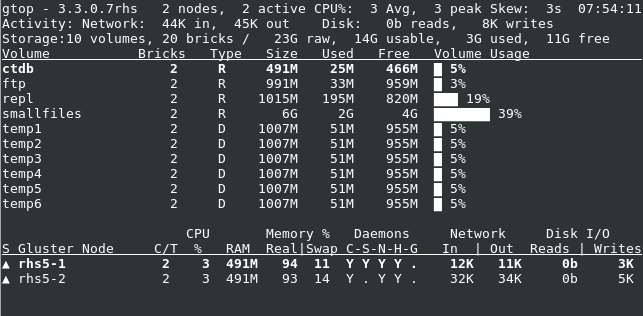 gtop - 3.3.0.7rhs   2 nodes,  2 active CPU%:  3 Avg,  3 peak Skew:  3s  07:54:11
Activity: Network:  44K in,  45K out    Disk:   0b reads,   8K writes
Storage:10 volumes, 20 bricks /   23G raw,  14G usable,   3G used,  11G free
Volume           Bricks   Type   Size   Used   Free   Volume Usage
ctdb                 2     R     491M    25M   466M   █ 5%
ftp                  2     R     991M    33M   959M   █ 3%
repl                 2     R    1015M   195M   820M   ███ 19%
smallfiles           2     R       6G     2G     4G   ███████ 39%
temp1                2     D    1007M    51M   955M   █ 5%
temp2                2     D    1007M    51M   955M   █ 5%
temp3                2     D    1007M    51M   955M   █ 5%
temp4                2     D    1007M    51M   955M   █ 5%
temp5                2     D    1007M    51M   955M   █ 5%
temp6                2     D    1007M    51M   955M   █ 5%
CPU       Memory %   Daemons     Network     Disk I/O
S Gluster Node     C/T  %   RAM  Real|Swap C-S-N-H-G   In  | Out  Reads | Writes
▲ rhs5-1            2    3  491M   94  11  Y Y Y Y .    12K   11K     0b     3K
▲ rhs5-2            2    3  491M   93  14  Y . Y Y .    32K   34K     0b     5K